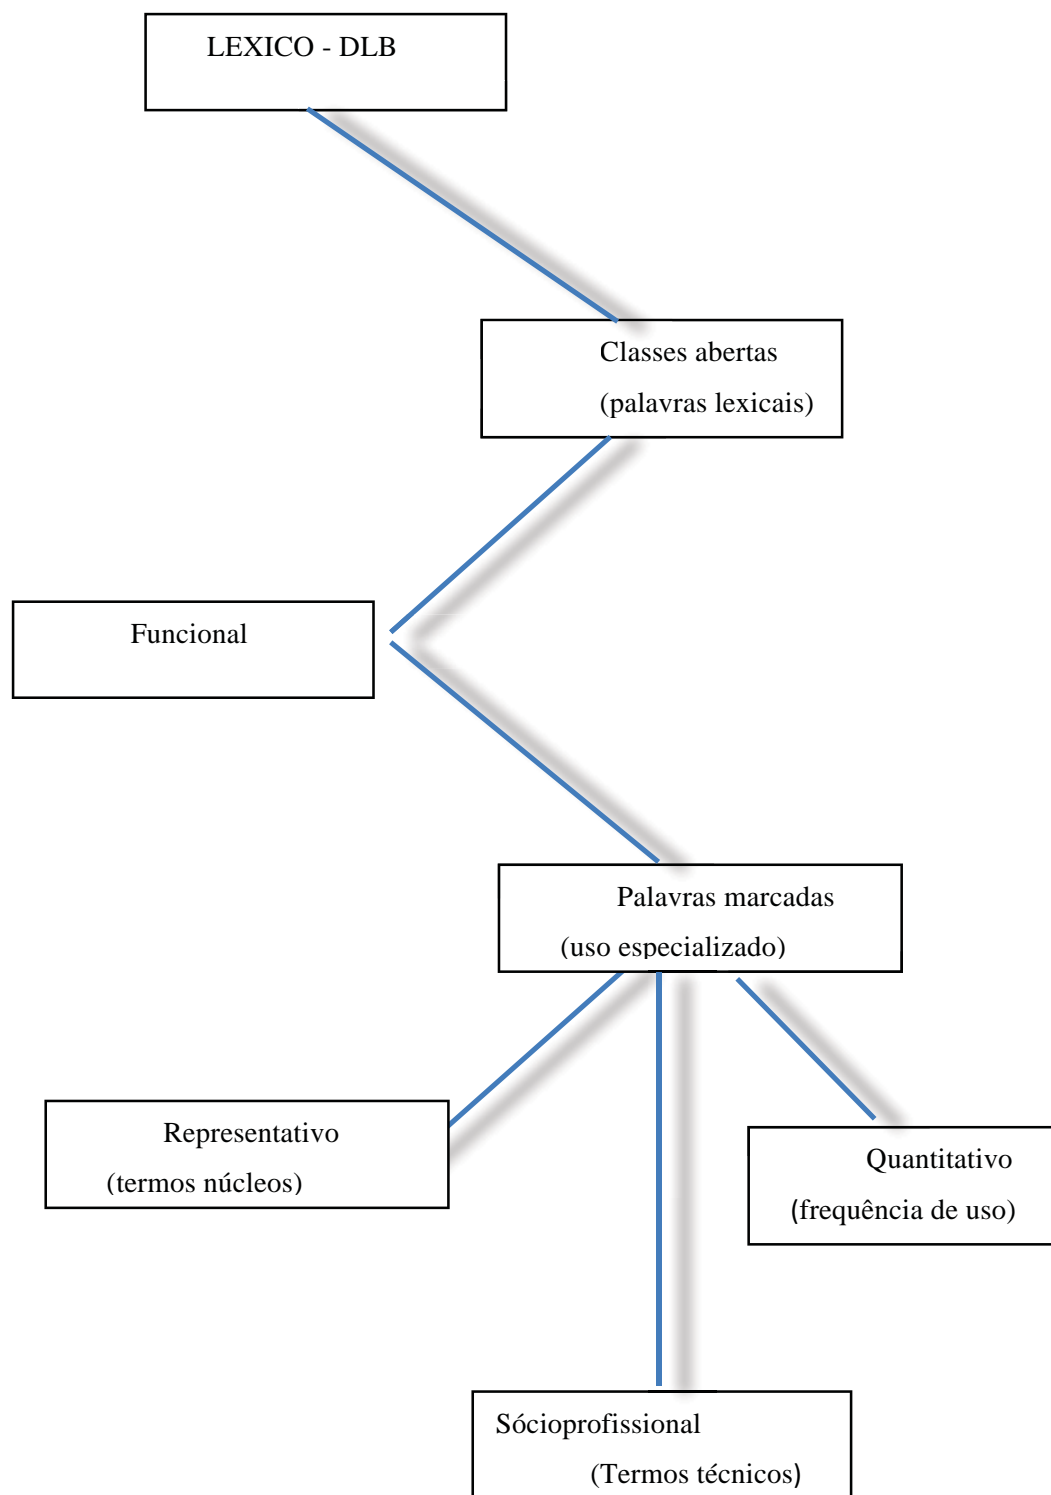 LEXICO - DLB
Classes abertas
(palavras lexicais)
Funcional
Palavras marcadas
(uso especializado)
Representativo
(termos núcleos)
Quantitativo
(frequência de uso)
Sócioprofissional
(Termos técnicos)